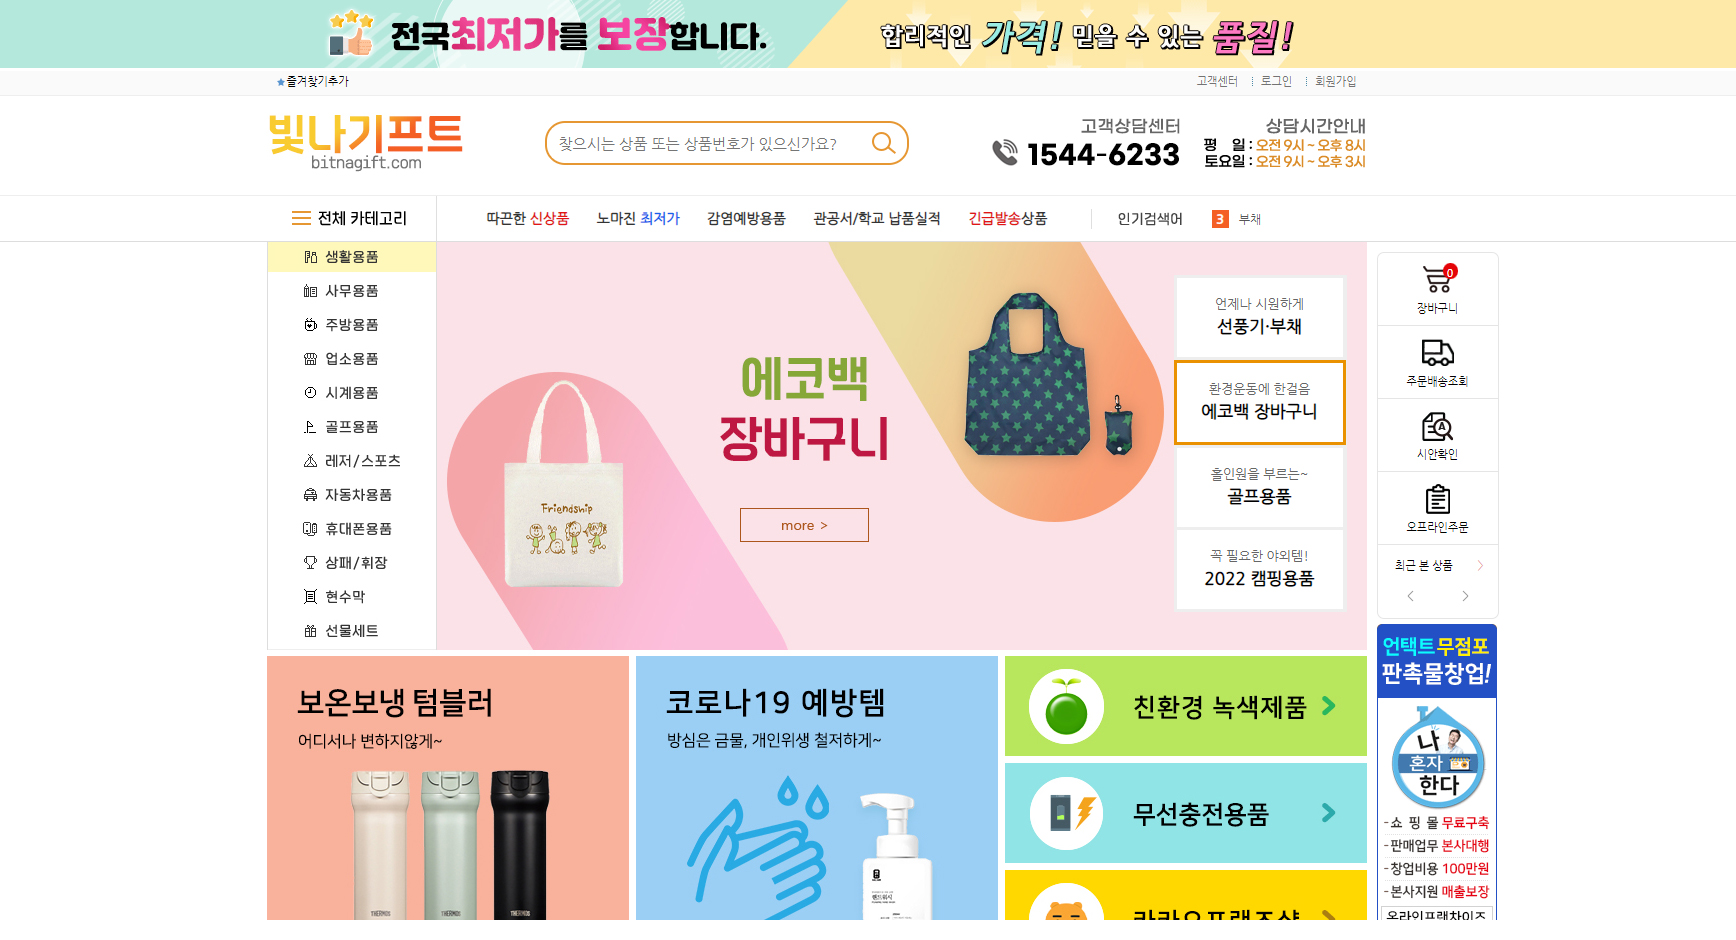 전국최저가를 보장합니다.
합리적인 가격! 믿을 수 있는 품질!
즐겨찾기추가
고객센터
로그인
회원가입
빛나기프트
bitnagift.com
찾으시는 상품 또는 상품번호가 있으신가요?
고객상담센터
1544-6233
상담시간안내
평 일 : 오전 9시 ~ 오후 8시
토요일 : 오전 9시 ~ 오후 3시
전체 카테고리
따끈한 신상품
노마진 최저가
감염예방용품
관공서/학교 납품실적
긴급발송상품
인기검색어
3 부채
생활용품
사무용품
주방용품
업소용품
시계용품
골프용품
레저/스포츠
자동차용품
휴대폰용품
상패/휘장
현수막
선물세트
에코백
장바구니
more >
Friendship
언제나 시원하게
선풍기·부채
환경운동에 한걸음
에코백 장바구니
올인원을 부르는~
골프용품
꼭 필요한 야외템!
2022 캠핑용품
0
장바구니
주문배송조회
A
시안확인
오프라인주문
최근 본 상품
언택트 무점포
판촉물창업!
나
혼자
한다
-쇼 핑 몰 무료구축
-판매업무 본사대행
-창업비용 100만원
-본사지원 매출보장
온라인프랜차이즈
보온보냉 텀블러
어디서나 변하지않게~
THERMOS
THERMOS
THERMOS
코로나19 예방템
방심은 금물, 개인위생 철저하게~
핸드워시
친환경 녹색제품
무선충전용품
카카오프랜즈샵